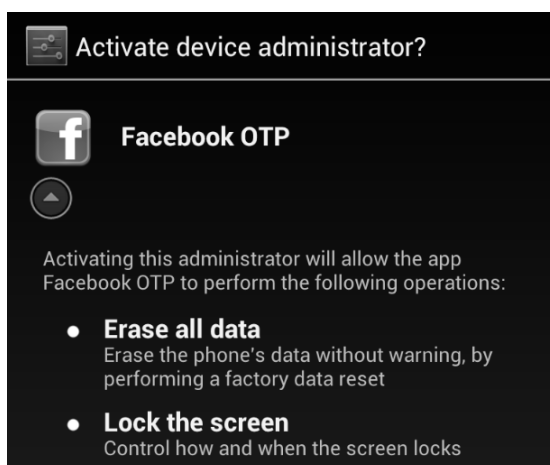 Activate device administrator?
f
Facebook OTP
Activating this administrator will allow the app
Facebook OTP to perform the following operations:
Erase all data
Erase the phone's data without warning, by
performing a factory data reset
Lock the screen
Control how and when the screen locks